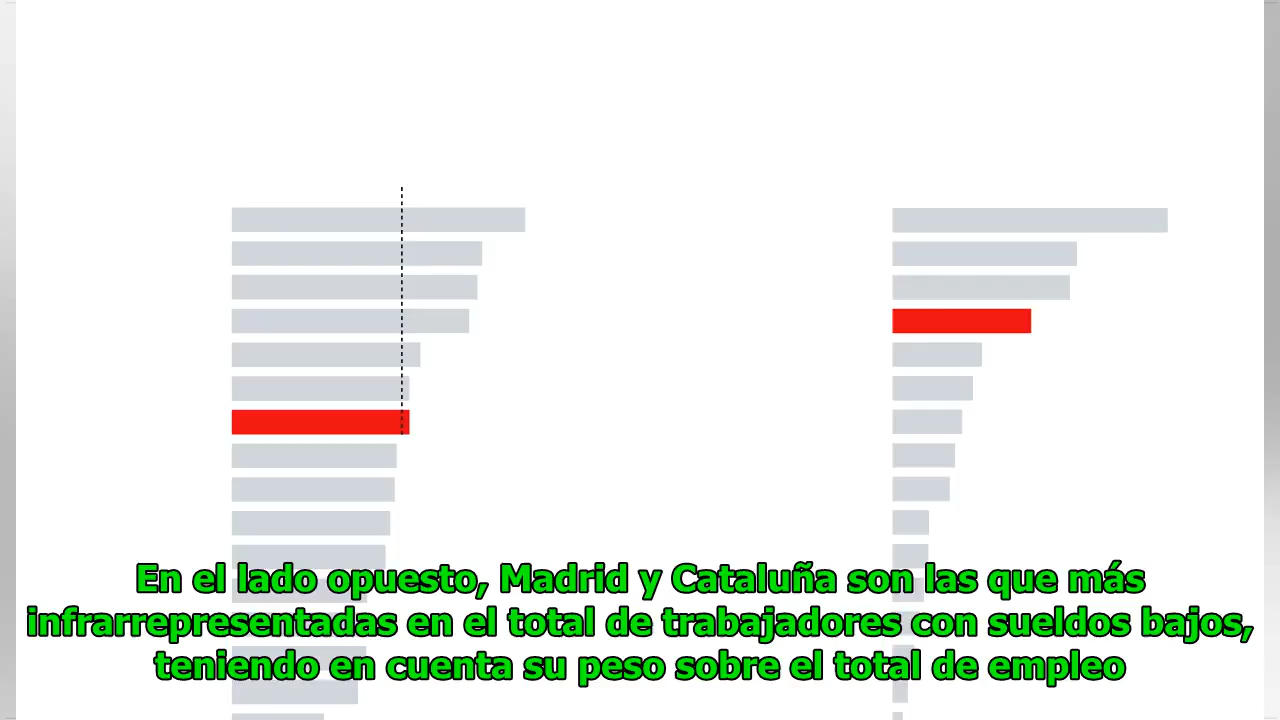 En el lado opuesto, Madrid y Cataluña son las que más
infrarrepresentadas en el total de trabajadores con sueldos bajos,
teniendo en cuenta su peso sobre el total de empleo